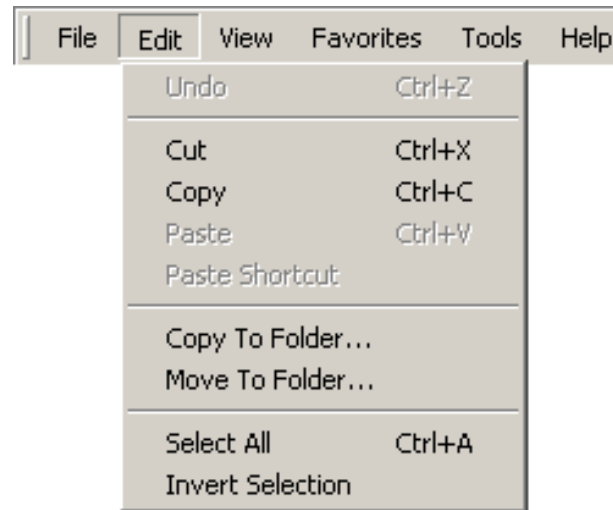 File Edit View Favorites Tools Help
Undo Ctrl+Z
Cut Ctrl+X
Copy Ctrl+C
Paste Ctrl+V
Paste Shortcut
Copy To Folder...
Move To Folder...
Select All Ctrl+A
Invert Selection